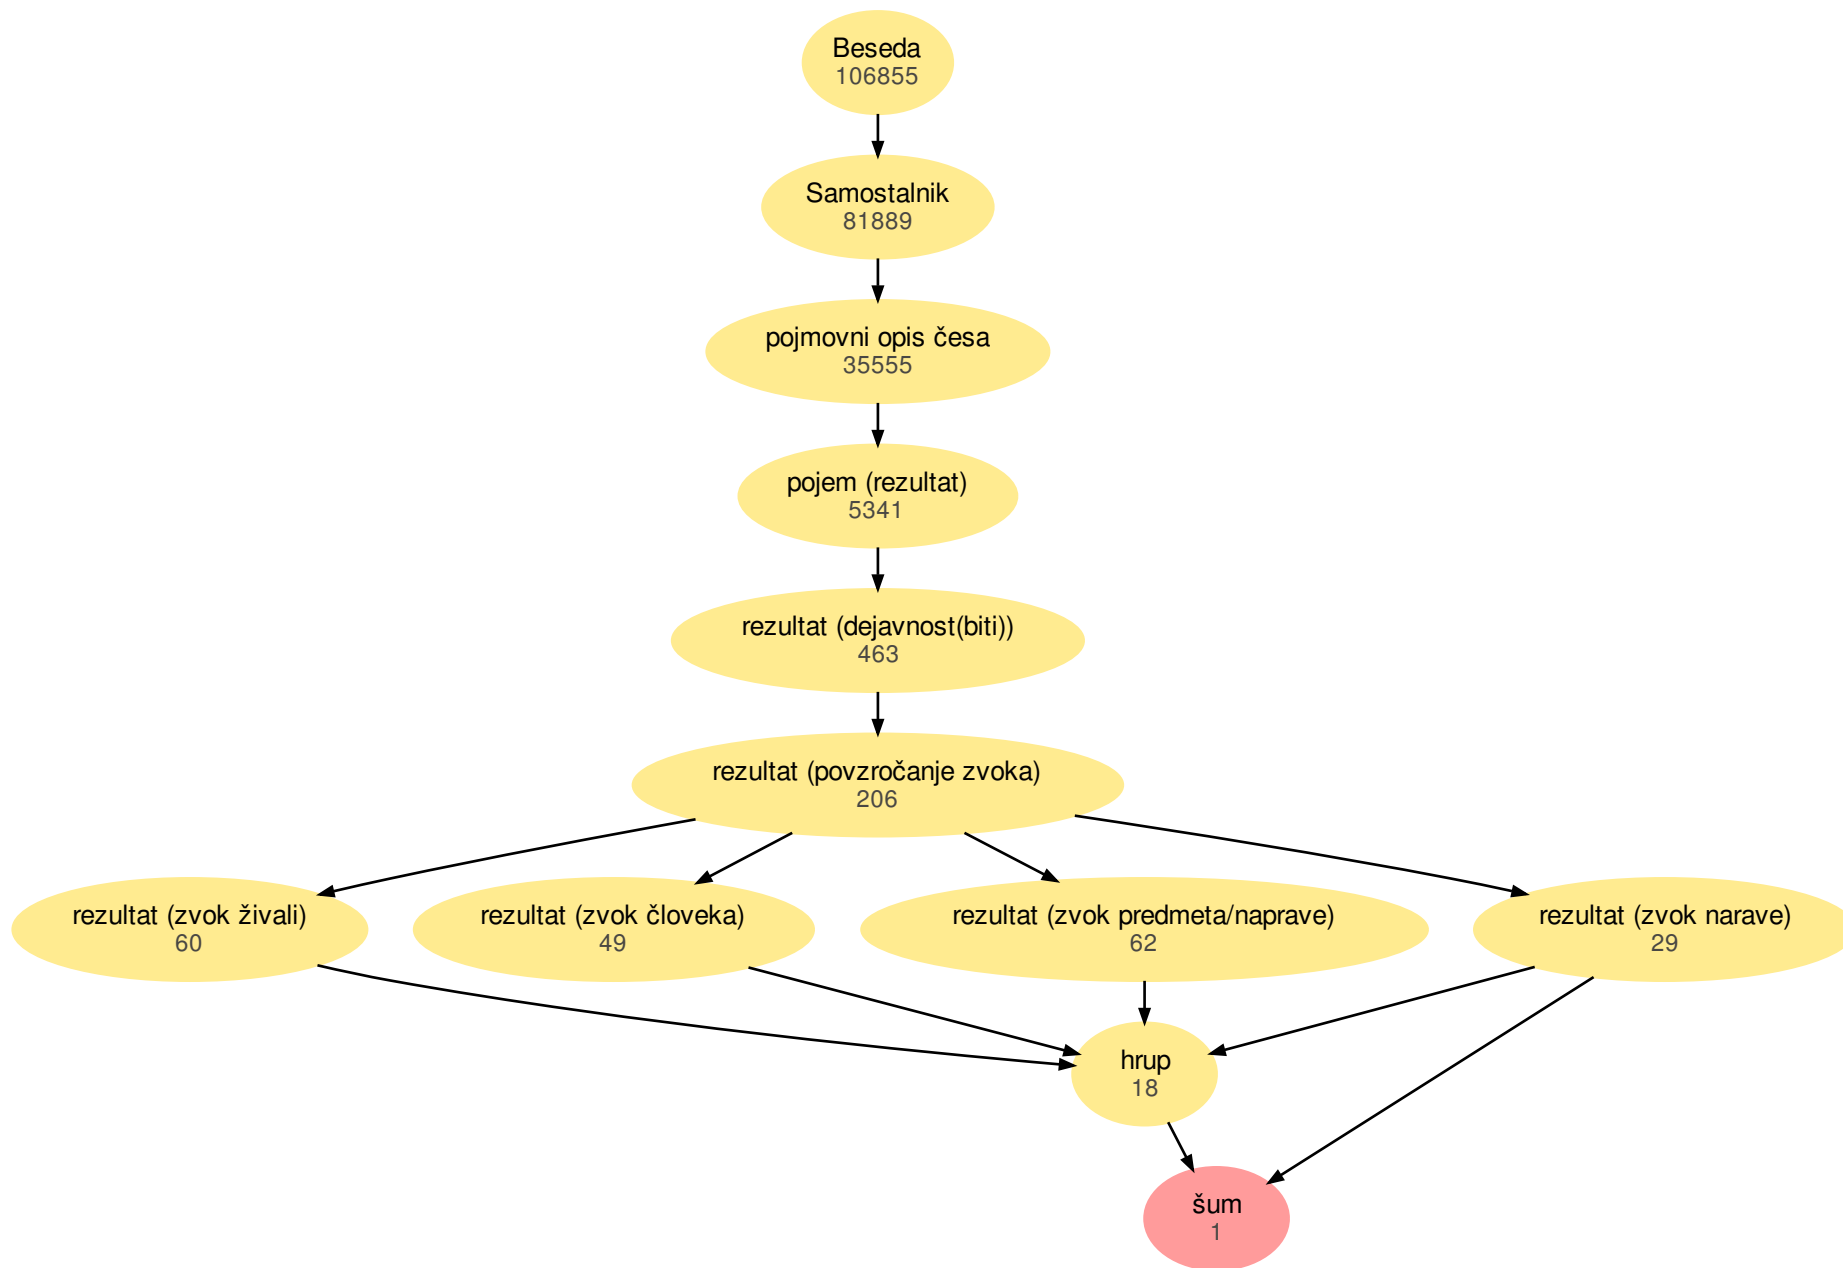 Beseda
106855
Samostalnik
81889
pojmovni opis česa
35555
pojem (rezultat)
5341
rezultat (dejavnost(biti))
463
rezultat (povzročanje zvoka)
206
rezultat (zvok živali)
60
rezultat (zvok človeka)
49
rezultat (zvok predmeta/naprave)
62
rezultat (zvok narave)
29
hrup
18
šum
1